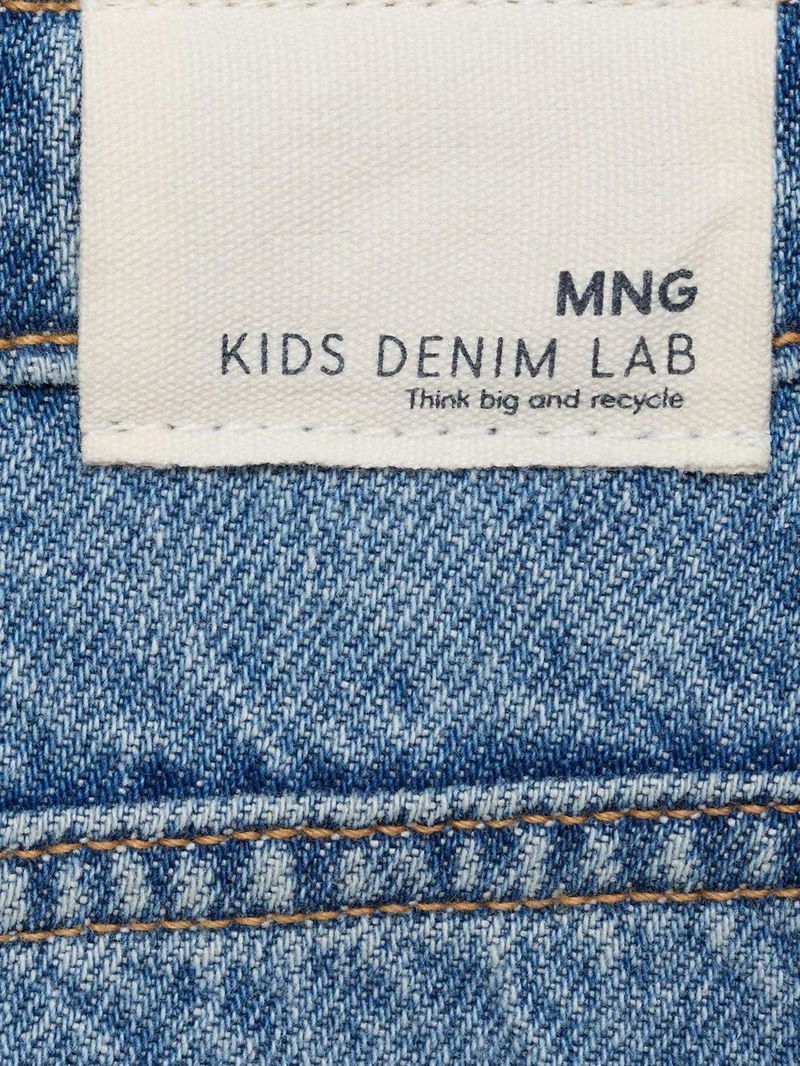 MNG
KIDS DENIM LAB
Think big and recycle